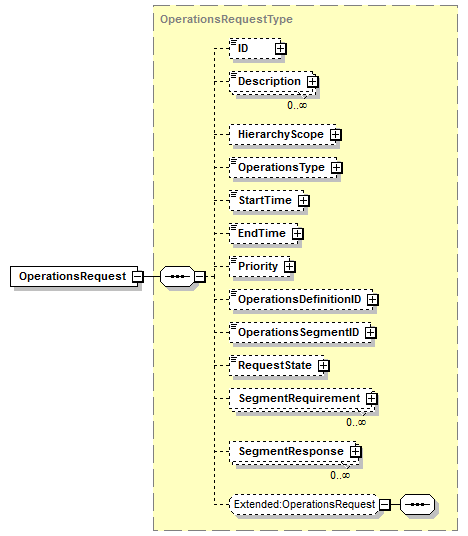 OperationsRequestType
ID
Description
0..∞
HierarchyScope
OperationsType
StartTime
EndTime
OperationsRequest
Priority
OperationsDefinitionID
OperationsSegmentID
RequestState
SegmentRequirement
0..∞
SegmentResponse
0..∞
Extended:OperationsRequest